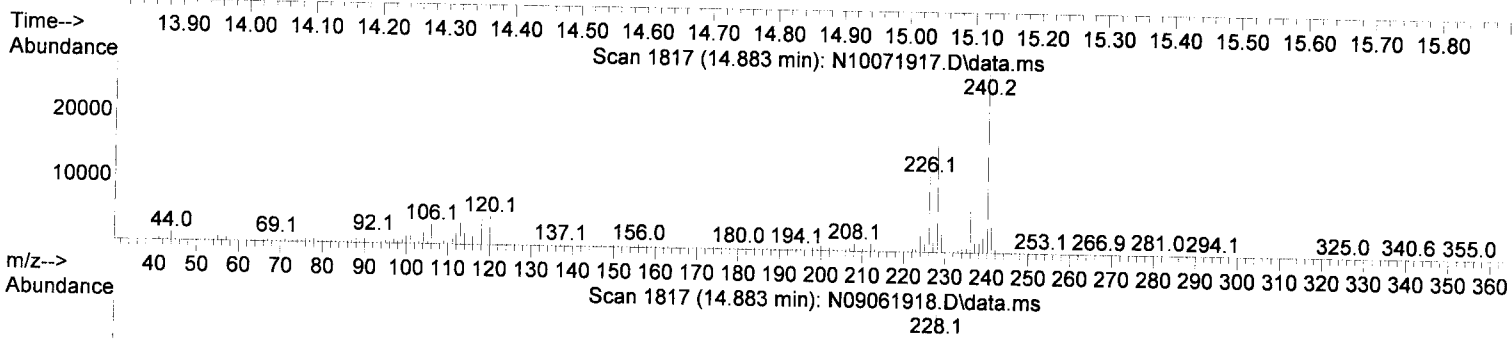 Time-->
13.90 14.00 14.10 14.20 14.30 14.40 14.50 14.60 14.70 14.80 14.90 15.00 15.10 15.20 15.30 15.40 15.50 15.60 15.70 15.80
Abundance
Scan 1817 (14.883 min): N10071917.D\data.ms
240.2
20000
226.1
10000
44.0 69.1 92.1 106.1 120.1 137.1 156.0 180.0 194.1 208.1 253.1 266.9 281.0 294.1 325.0 340.6 355.0
m/z-->
40 50 60 70 80 90 100 110 120 130 140 150 160 170 180 190 200 210 220 230 240 250 260 270 280 290 300 310 320 330 340 350 360
Abundance
Scan 1817 (14.883 min): N09061918.D\data.ms
228.1